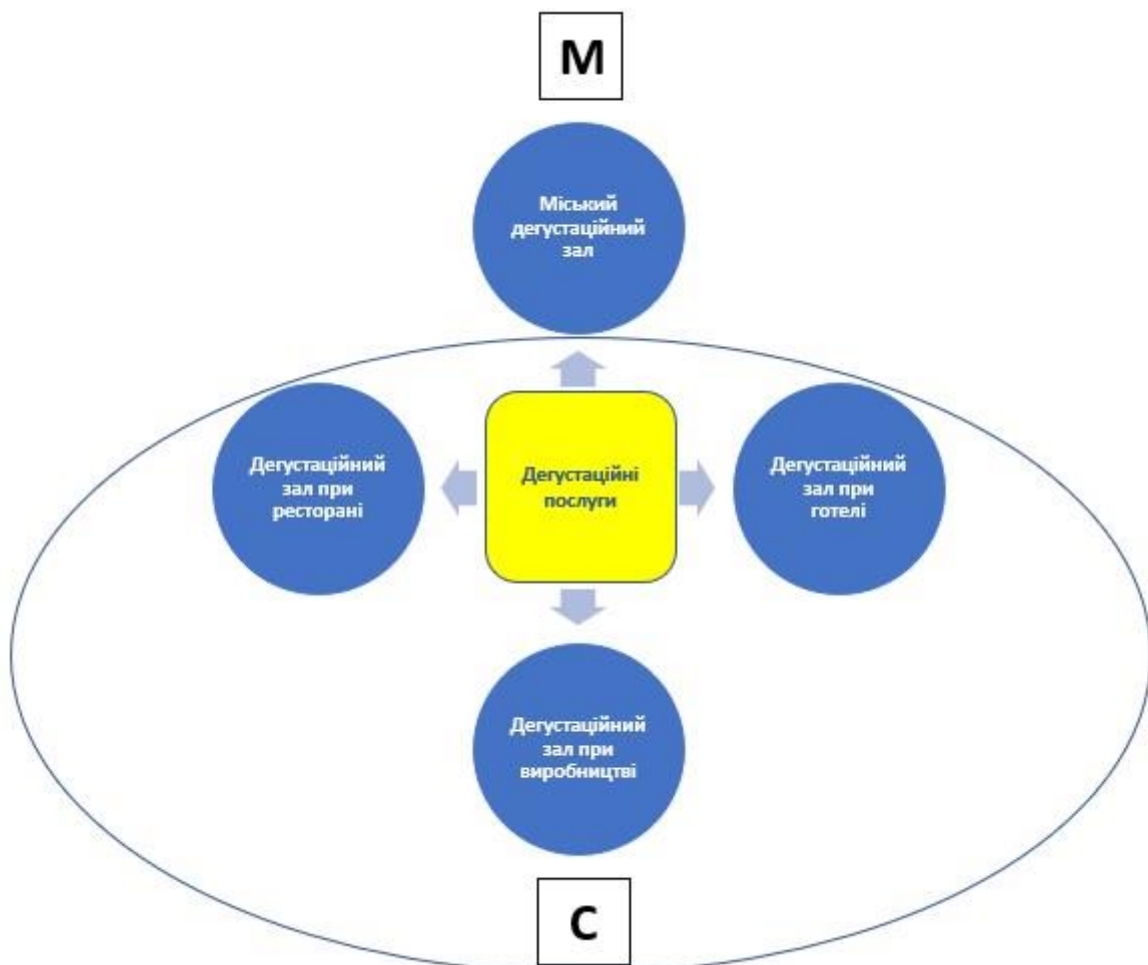 М
Міський
дегустаційний
зал
Дегустаційний
зал при
ресторані
Дегустаційні
послуги
Дегустаційний
зал при
готелі
Дегустаційний
зал при
виробництві
С